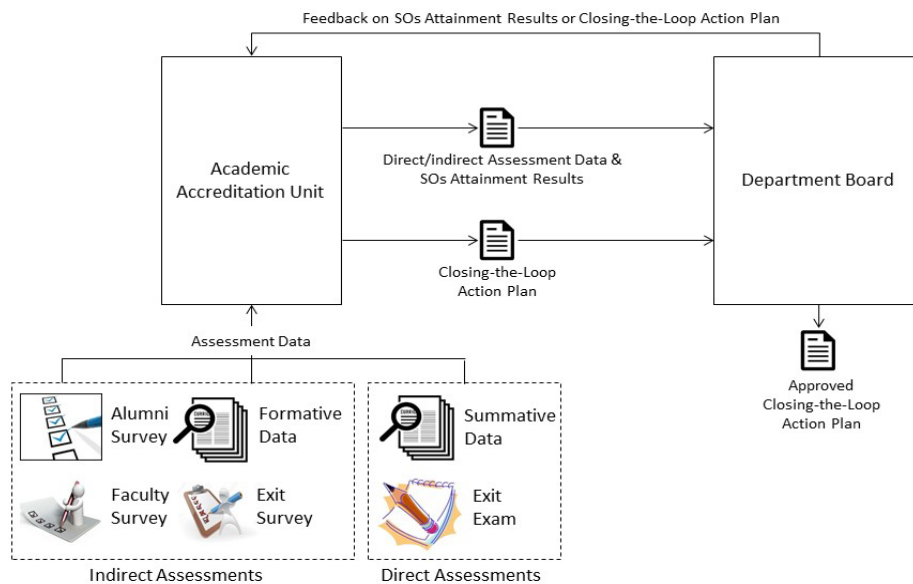 Feedback on SOs Attainment Results or Closing-the-Loop Action Plan
Academic
Accreditation Unit
Direct/indirect Assessment Data &
SOs Attainment Results
Closing-the-Loop
Action Plan
Department Board
Approved
Closing-the-Loop
Action Plan
Assessment Data
Alumni
Survey
Formative
Data
Faculty
Survey
Exit
Survey
Indirect Assessments
Summative
Data
Exit
Exam
Direct Assessments